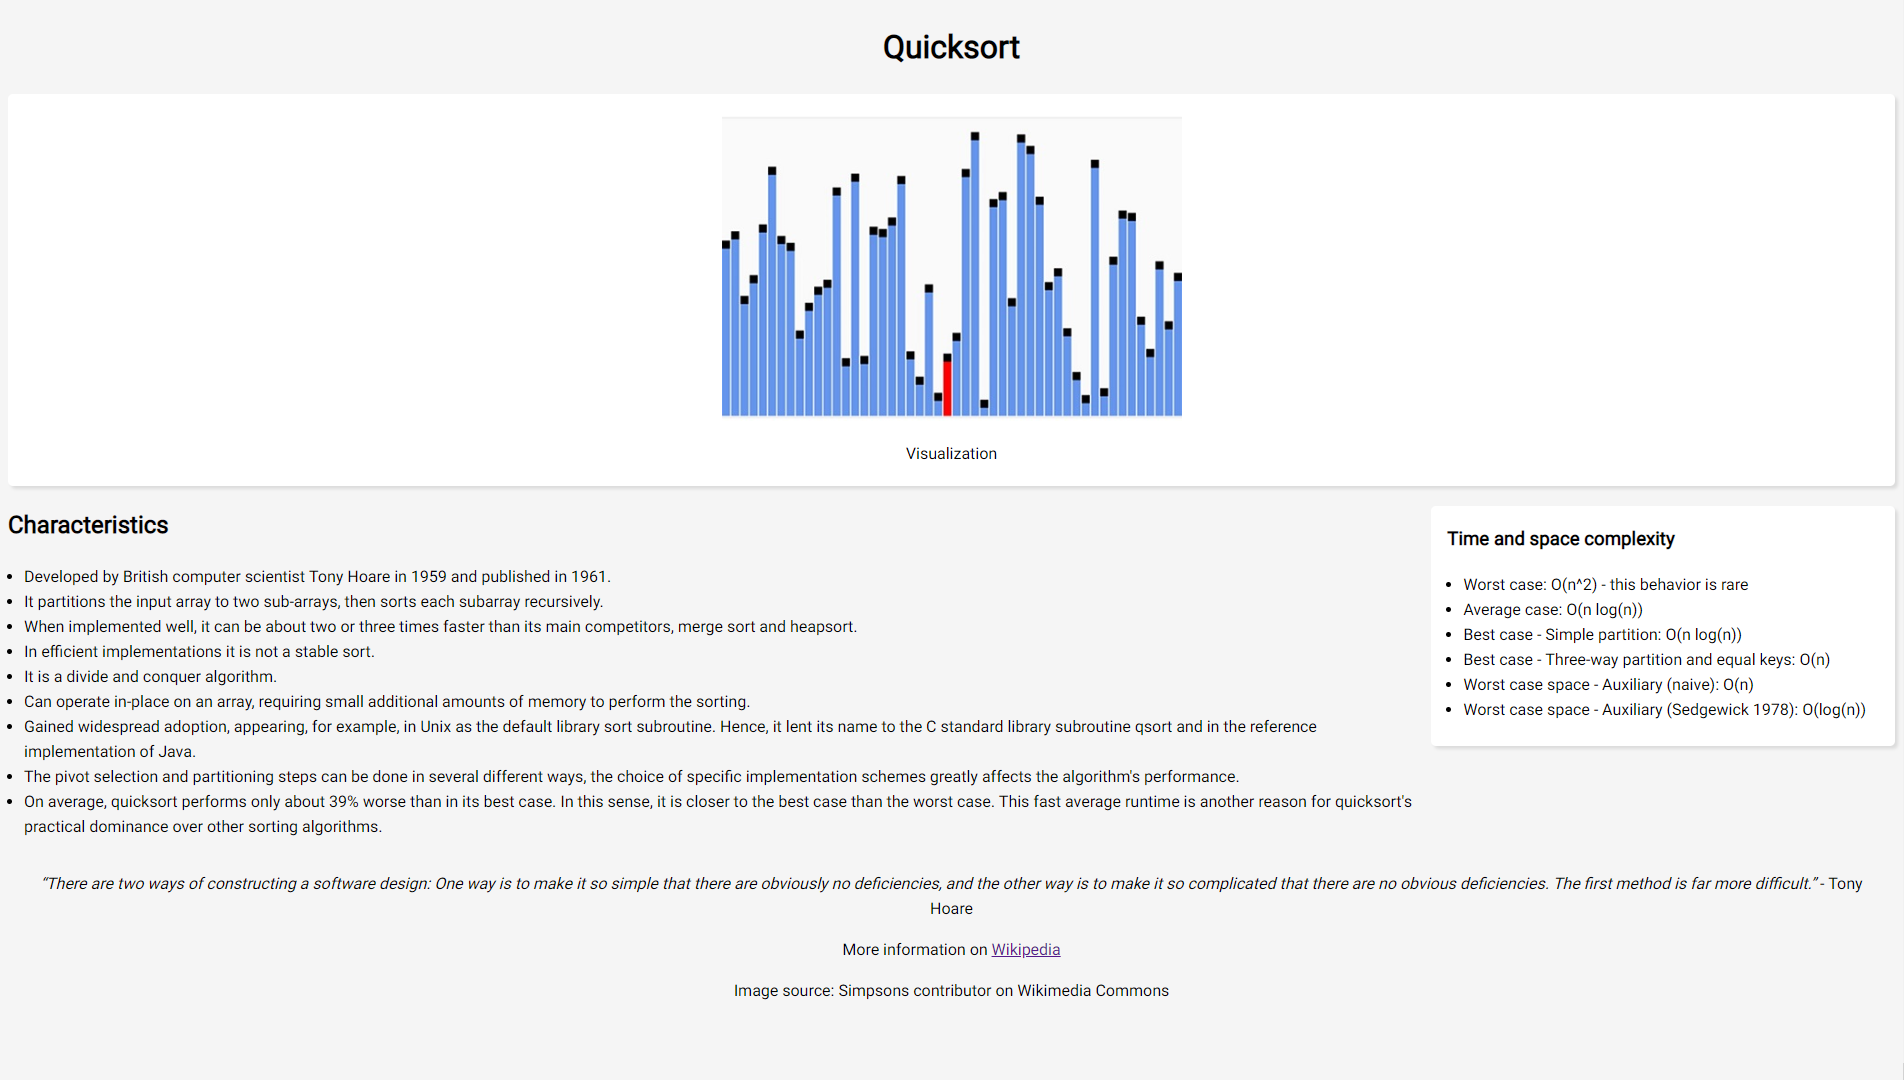 Quicksort
Visualization
Characteristics
Developed by British computer scientist Tony Hoare in 1959 and published in 1961.
It partitions the input array to two sub-arrays, then sorts each subarray recursively.
When implemented well, it can be about two or three times faster than its main competitors, merge sort and heapsort.
In efficient implementations it is not a stable sort.
It is a divide and conquer algorithm.
Can operate in-place on an array, requiring small additional amounts of memory to perform the sorting.
Gained widespread adoption, appearing, for example, in Unix as the default library sort subroutine. Hence, it lent its name to the C standard library subroutine qsort and in the reference
implementation of Java.
The pivot selection and partitioning steps can be done in several different ways, the choice of specific implementation schemes greatly affects the algorithm's performance.
On average, quicksort performs only about 39% worse than in its best case. In this sense, it is closer to the best case than the worst case. This fast average runtime is another reason for quicksort's
practical dominance over other sorting algorithms.
Time and space complexity
Worst case: O(n^2) - this behavior is rare
Average case: O(n log(n))
Best case - Simple partition: O(n log(n))
Best case - Three-way partition and equal keys: O(n)
Worst case space - Auxiliary (naive): O(n)
Worst case space - Auxiliary (Sedgewick 1978): O(log(n))
“There are two ways of constructing a software design: One way is to make it so simple that there are obviously no deficiencies, and the other way is to make it so complicated that there are no obvious deficiencies. The first method is far more difficult.” - Tony
Hoare
More information on Wikipedia
Image source: Simpsons contributor on Wikimedia Commons